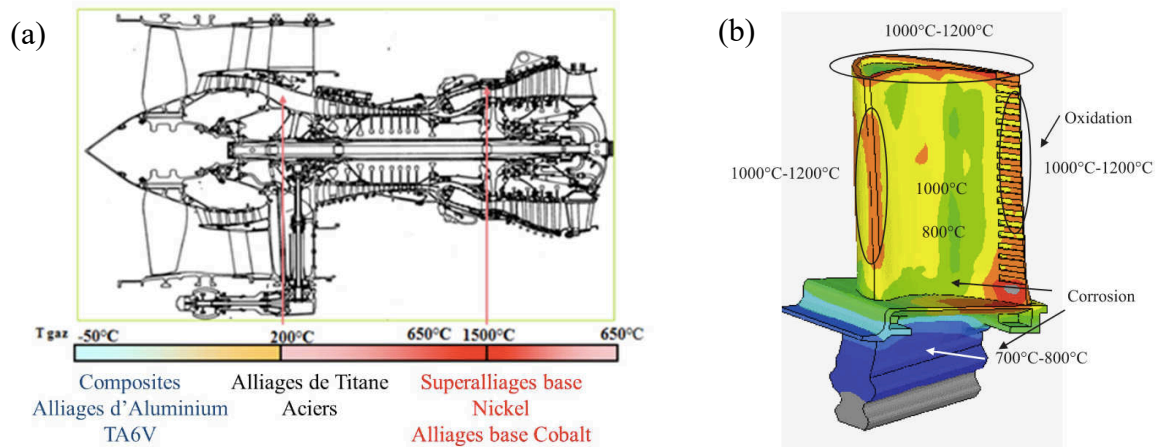 (a)
T gaz
-50°C
200°C
650°C
1500°C
650°C
Composites
Alliages d’Aluminium
TA6V
Alliages de Titane
Aciers
Superalliages base
Nickel
Alliages base Cobalt
(b)
1000°C-1200°C
Oxidation
1000°C-1200°C
1000°C-1200°C
1000°C
800°C
Corrosion
700°C-800°C